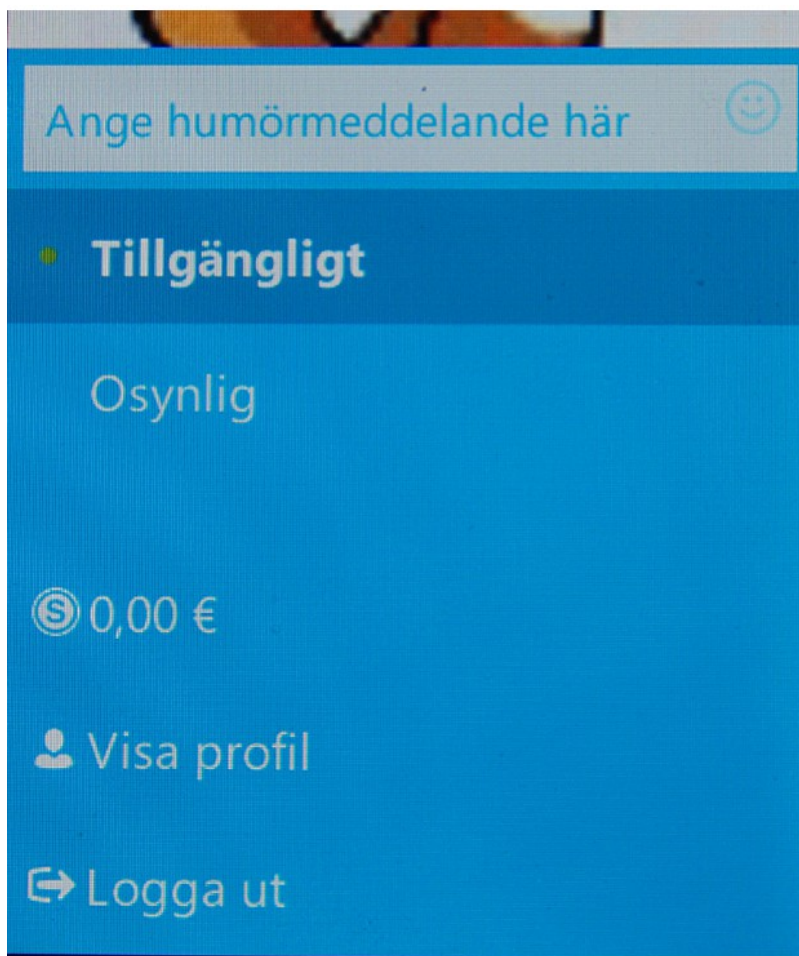 Ange humörmeddelande här
Tillgängligt
Osynlig
0,00 €
Visa profil
Logga ut